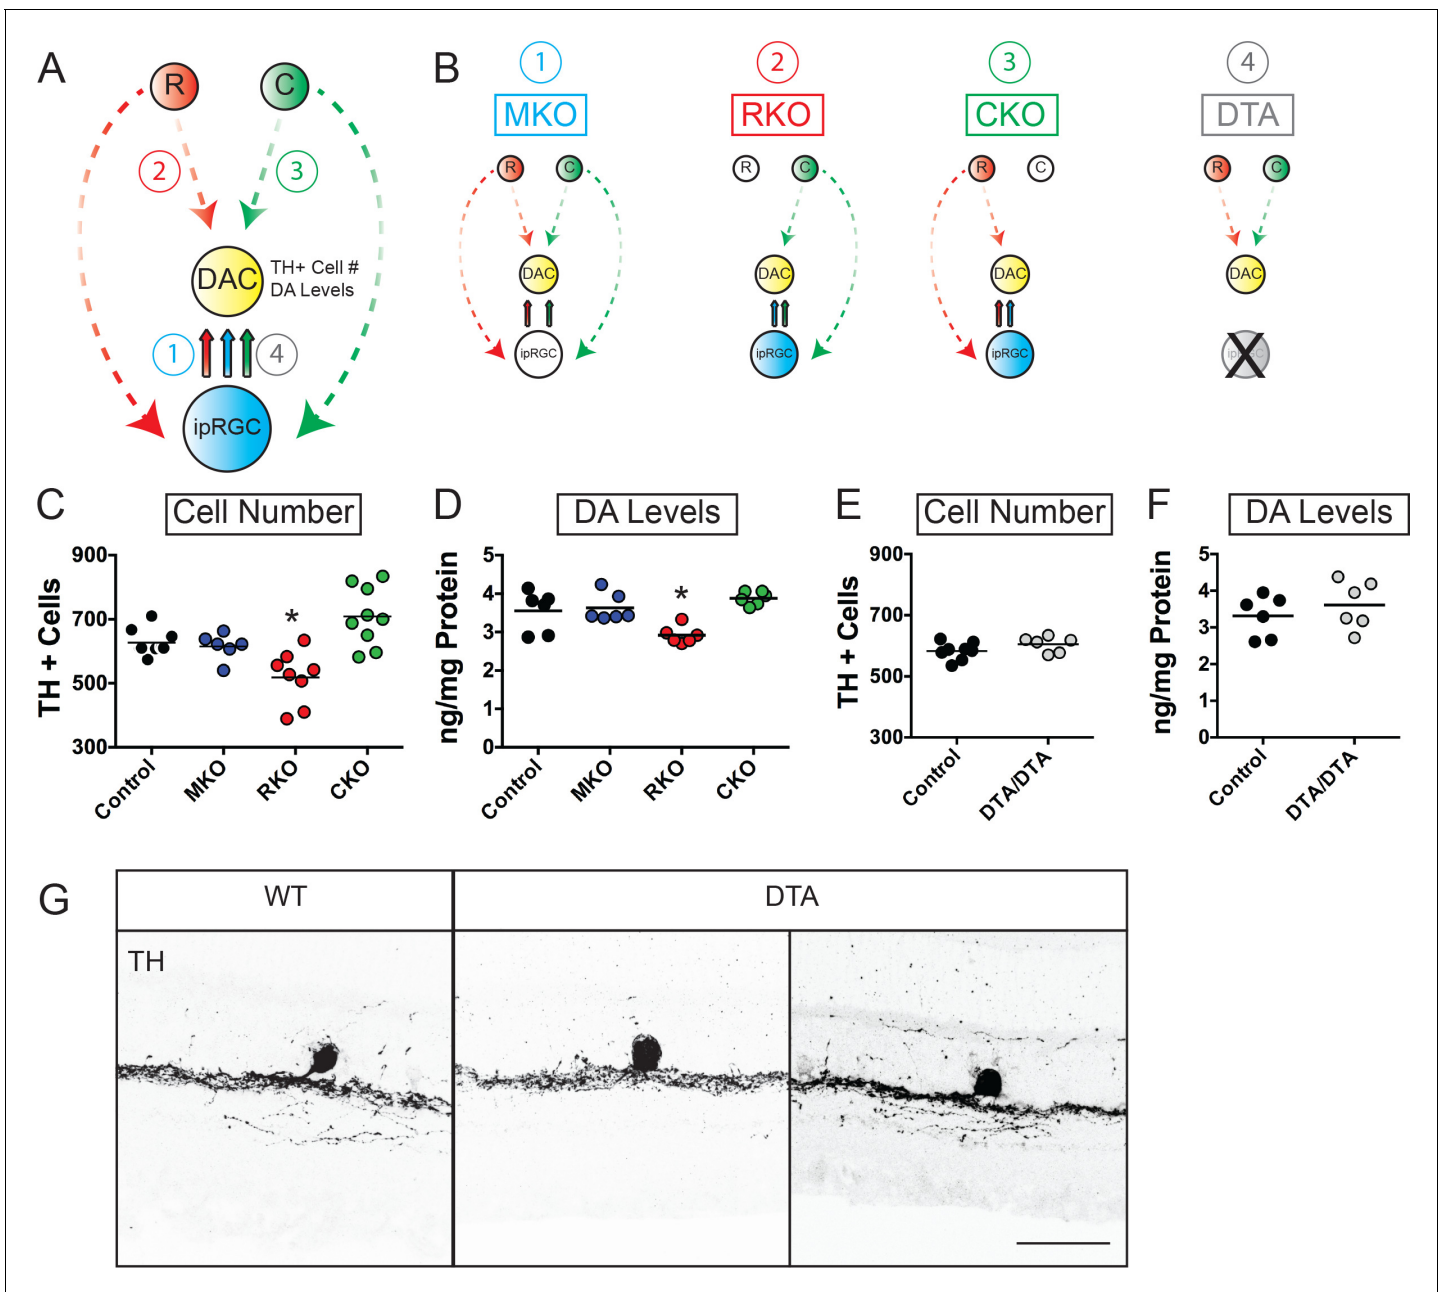 A
R
C
2
3
DAC
TH+ Cell #
DA Levels
1
4
ipRGC
B
1
2
3
4
MKO
RKO
CKO
DTA
R
C
R
C
R
C
R
C
DAC
DAC
DAC
DAC
ipRGC
ipRGC
ipRGC
ipRGC
X
C
Cell Number
TH + Cells
900
700
500
300
*
Control
MKO
RKO
CKO
D
DA Levels
ng/mg Protein
5
4
3
2
1
0
*
Control
MKO
RKO
CKO
E
Cell Number
TH + Cells
900
700
500
300
Control
DTA/DTA
F
DA Levels
ng/mg Protein
5
4
3
2
1
0
Control
DTA/DTA
G
WT
DTA
TH